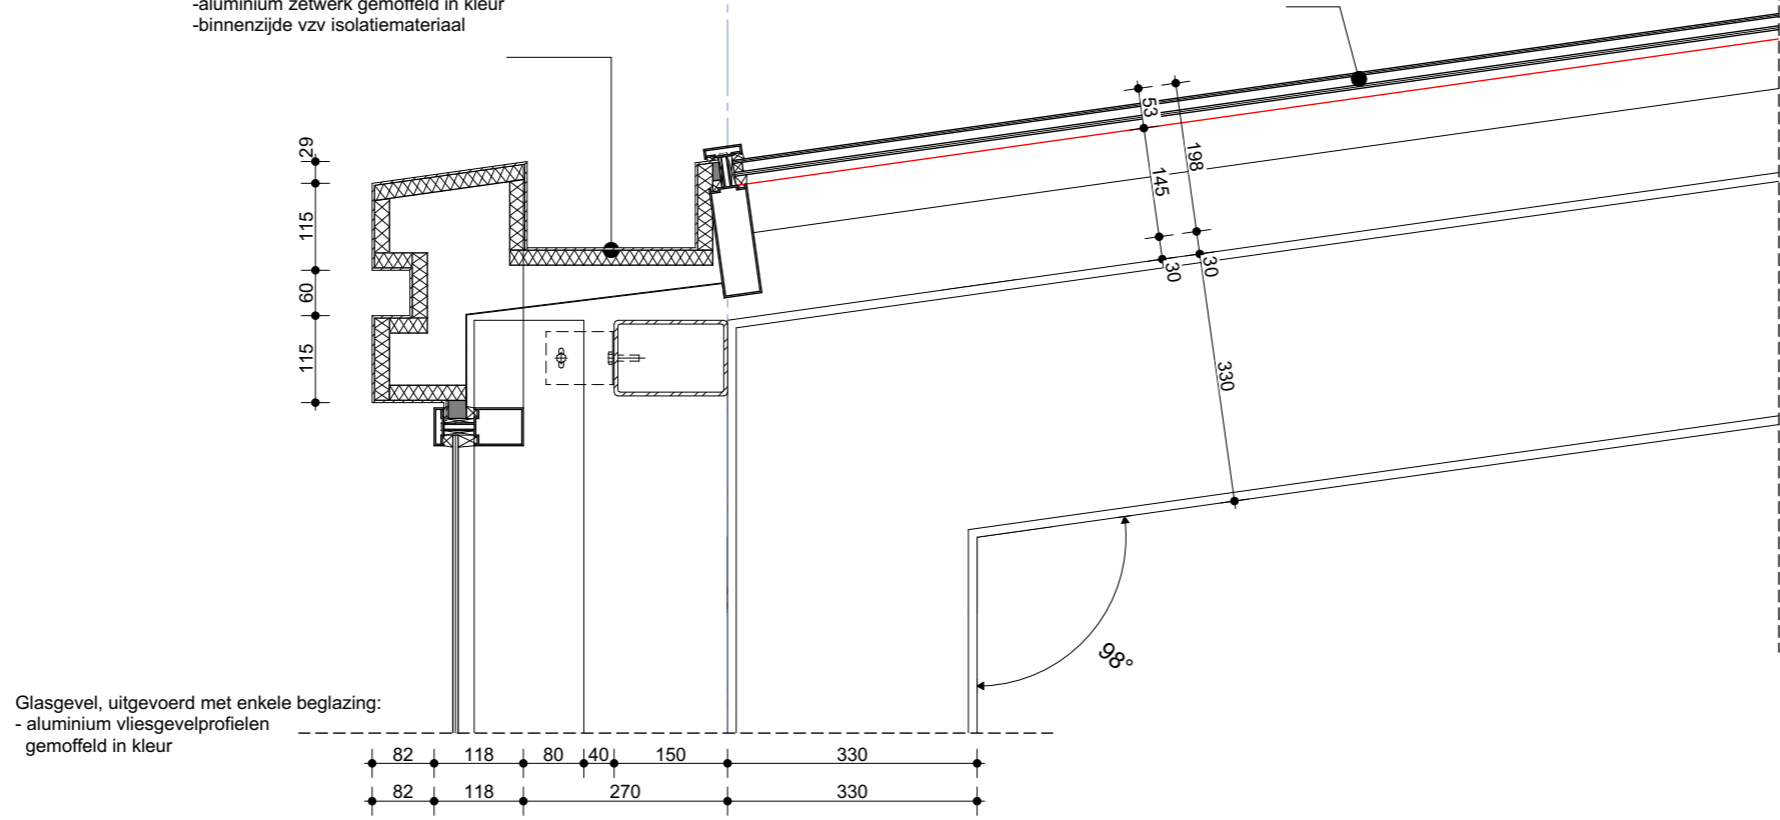 -aluminium zetwerk gemoffeld in kleur
-binnenzijde vzv isolatiemateriaal
53
198
145
30
30
330
29
115
60
115
98°
Glasgevel, uitgevoerd met enkele beglazing:
- aluminium vliesgevelprofielen
gemoffeld in kleur
82 118 80 40 150 330
82 118 270 330